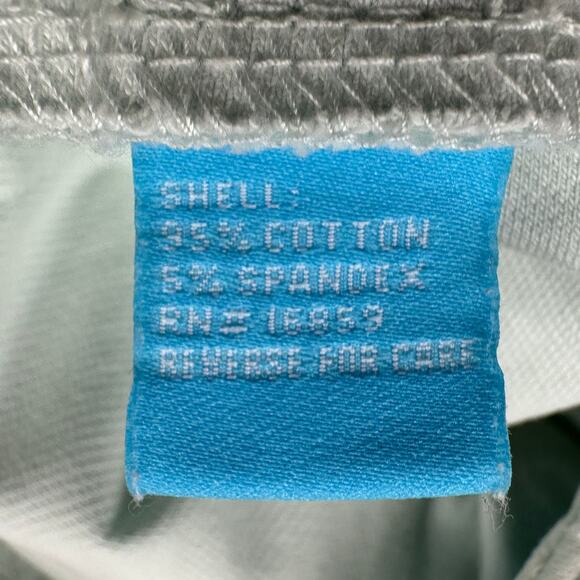 SHELL:
95% COTTON
5% SPANDEX
RN# 16859
REVERSE FOR CARE